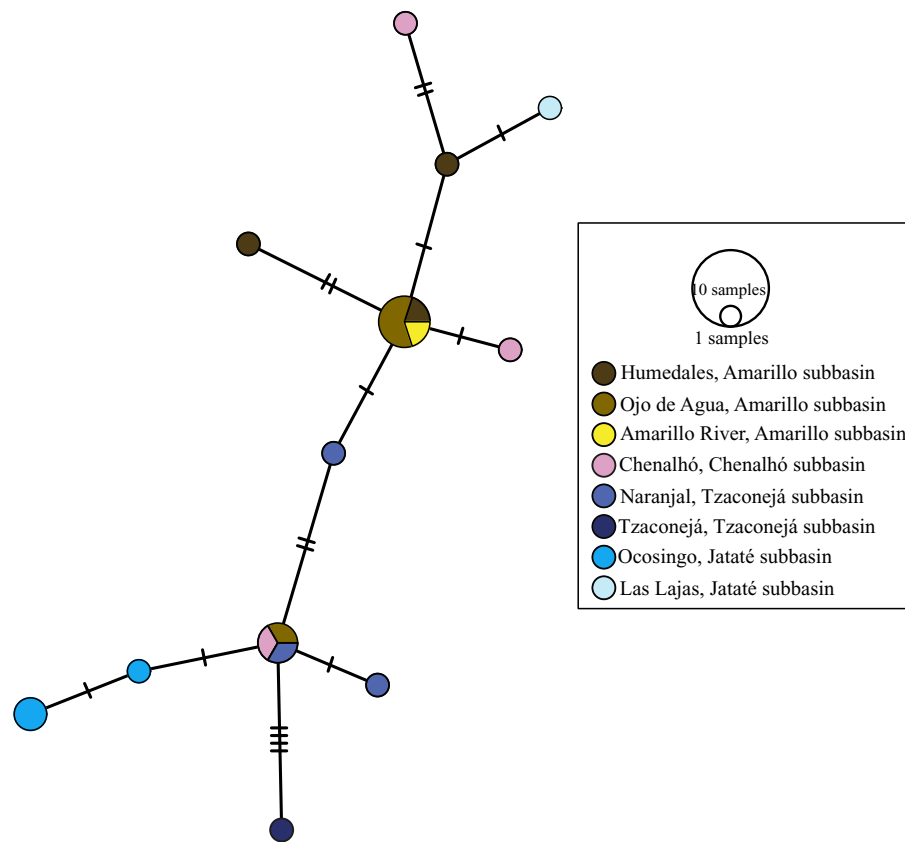 10 samples
1 samples
Humedales, Amarillo subbasin
Ojo de Agua, Amarillo subbasin
Amarillo River, Amarillo subbasin
Chenalhó, Chenalhó subbasin
Naranjal, Tzaconejá subbasin
Tzaconejá, Tzaconejá subbasin
Ocosingo, Jataté subbasin
Las Lajas, Jataté subbasin